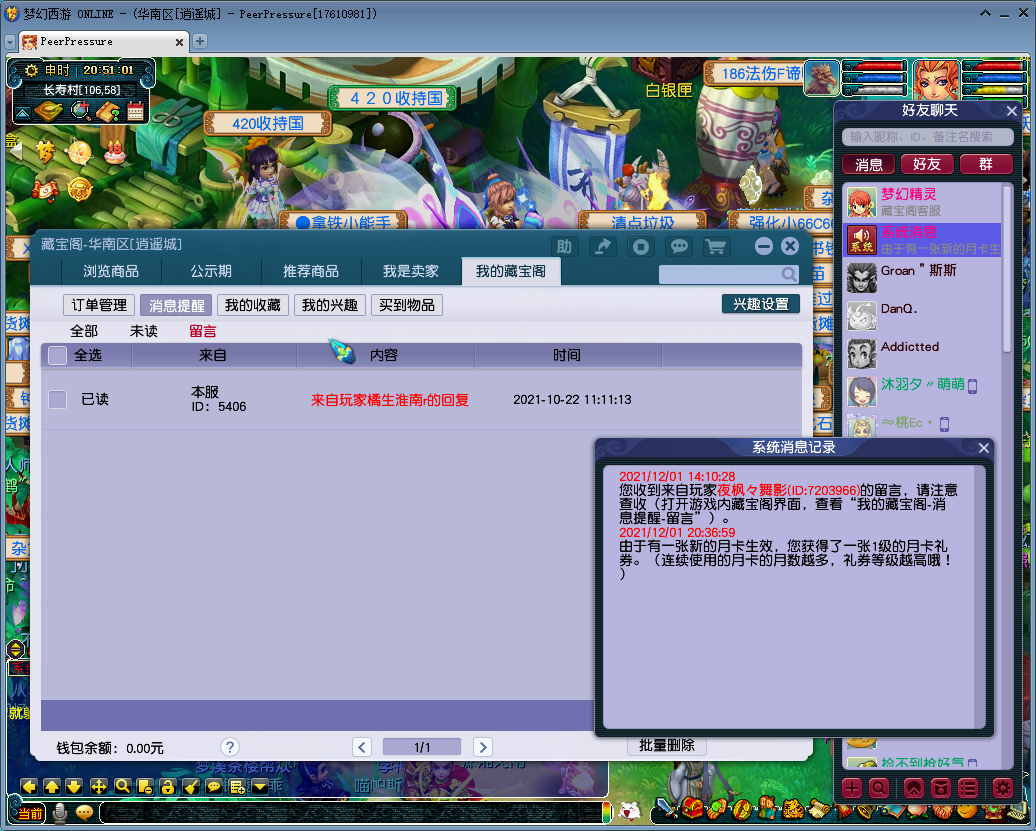 梦幻西游 ONLINE - (华南区[逍遥城] - PeerPressure[17610981])
PeerPressure
申时 20:51:01
长寿村[106,58]
420收持国
420收持国
186法伤F谛
白银匣
拿铁小能手
清点垃圾
强化小66C6
好友聊天
输入昵称、ID、备注名搜索
消息 好友 群
梦幻精灵
藏宝阁客服
系统消息
系统
由于有一张新的月卡生
Groan＂斯斯
DanQ.
Addictted
沐羽夕〃萌萌
≈桃Ec·
捡不到枪好气
藏宝阁-华南区[逍遥城]
助
浏览商品 公示期 推荐商品 我是卖家 我的藏宝阁
订单管理 消息提醒 我的收藏 我的兴趣 买到物品 兴趣设置
全部 未读 留言
全选 来自 内容 时间
已读 本服 ID: 5406 来自玩家橘生淮南r的回复 2021-10-22 11:11:13
系统消息记录
2021/12/01 14:10:28
您收到来自玩家夜枫々舞影(ID:7203966)的留言，请注意
查收（打开游戏内藏宝阁界面，查看“我的藏宝阁-消
息提醒-留言”）。
2021/12/01 20:36:59
由于有一张新的月卡生效，您获得了一张1级的月卡礼
券。（连续使用的月卡的月数越多，礼券等级越高哦！
）
钱包余额：0.00元 ? 1/1 批量删除
喵帕斯
当前